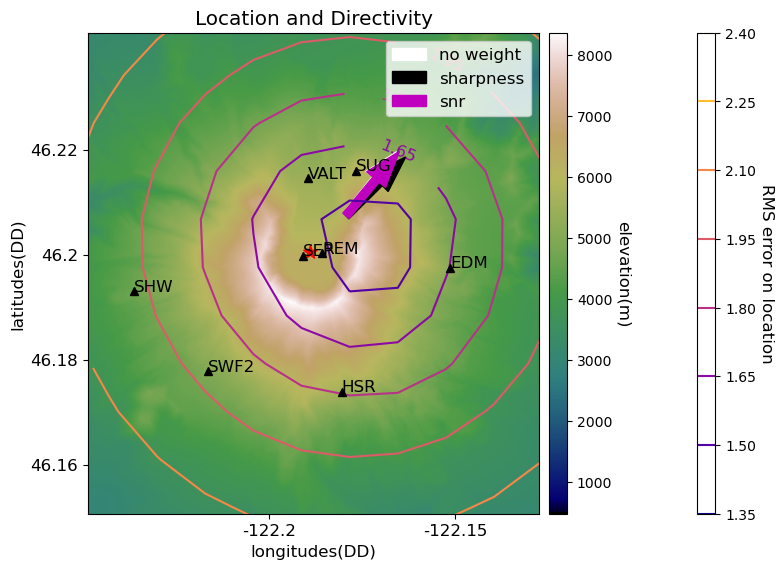 Location and Directivity
no weight
sharpness
snr
1.65
SUG
VALT
SEP
REM
EDM
SHW
SWF2
HSR
46.22
46.2
46.18
46.16
latitudes(DD)
-122.2
-122.15
longitudes(DD)
8000
7000
6000
5000
4000
3000
2000
1000
elevation(m)
2.40
2.25
2.10
1.95
1.80
1.65
1.50
1.35
RMS error on location